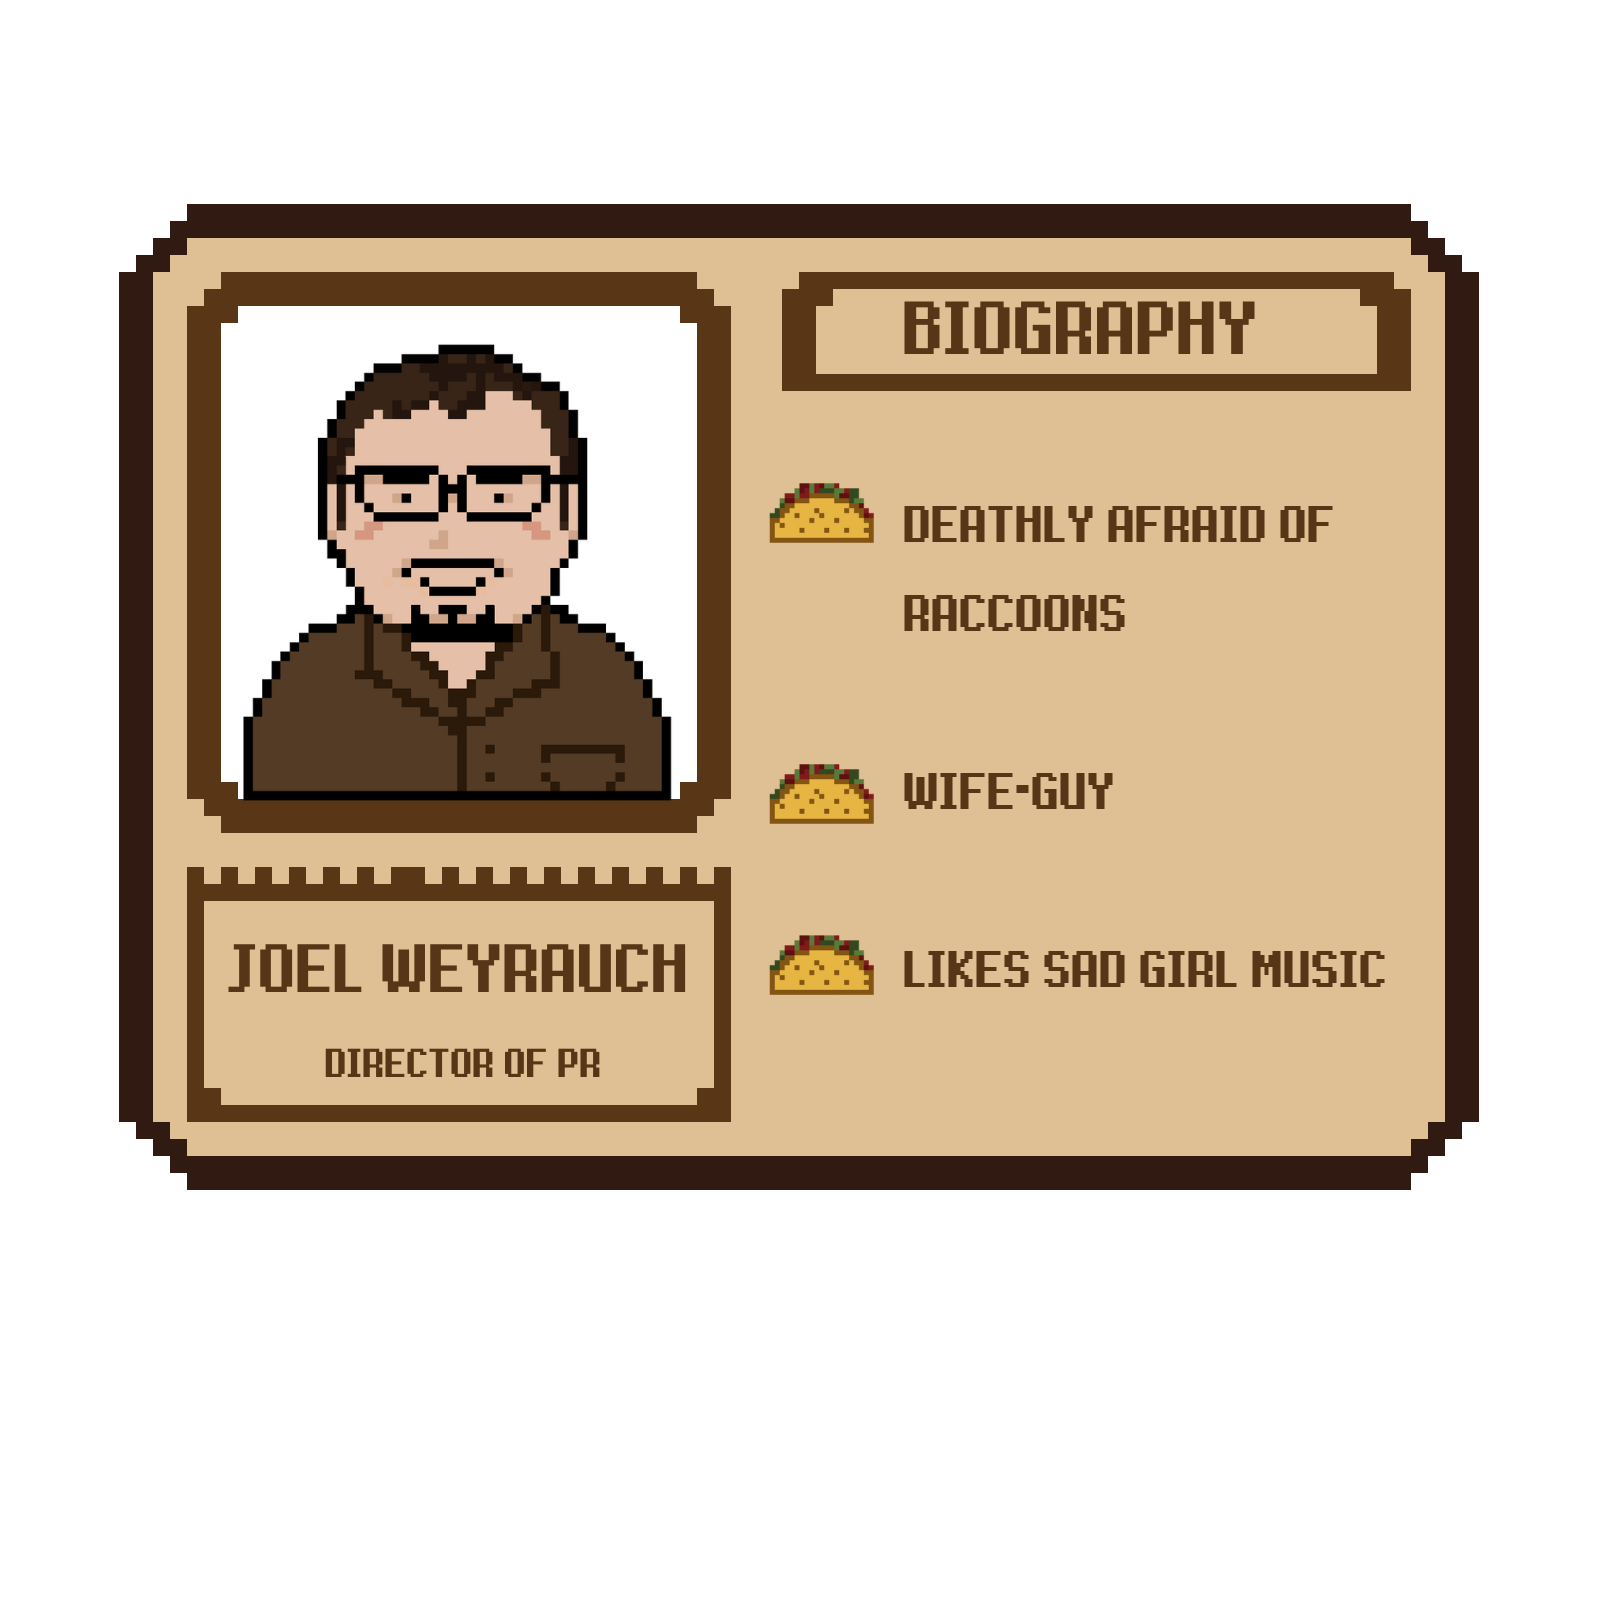 BIOGRAPHY
DEATHLY AFRAID OF
RACCOONS
WIFE-GUY
LIKES SAD GIRL MUSIC
JOEL WEYRAUCH
DIRECTOR OF PR